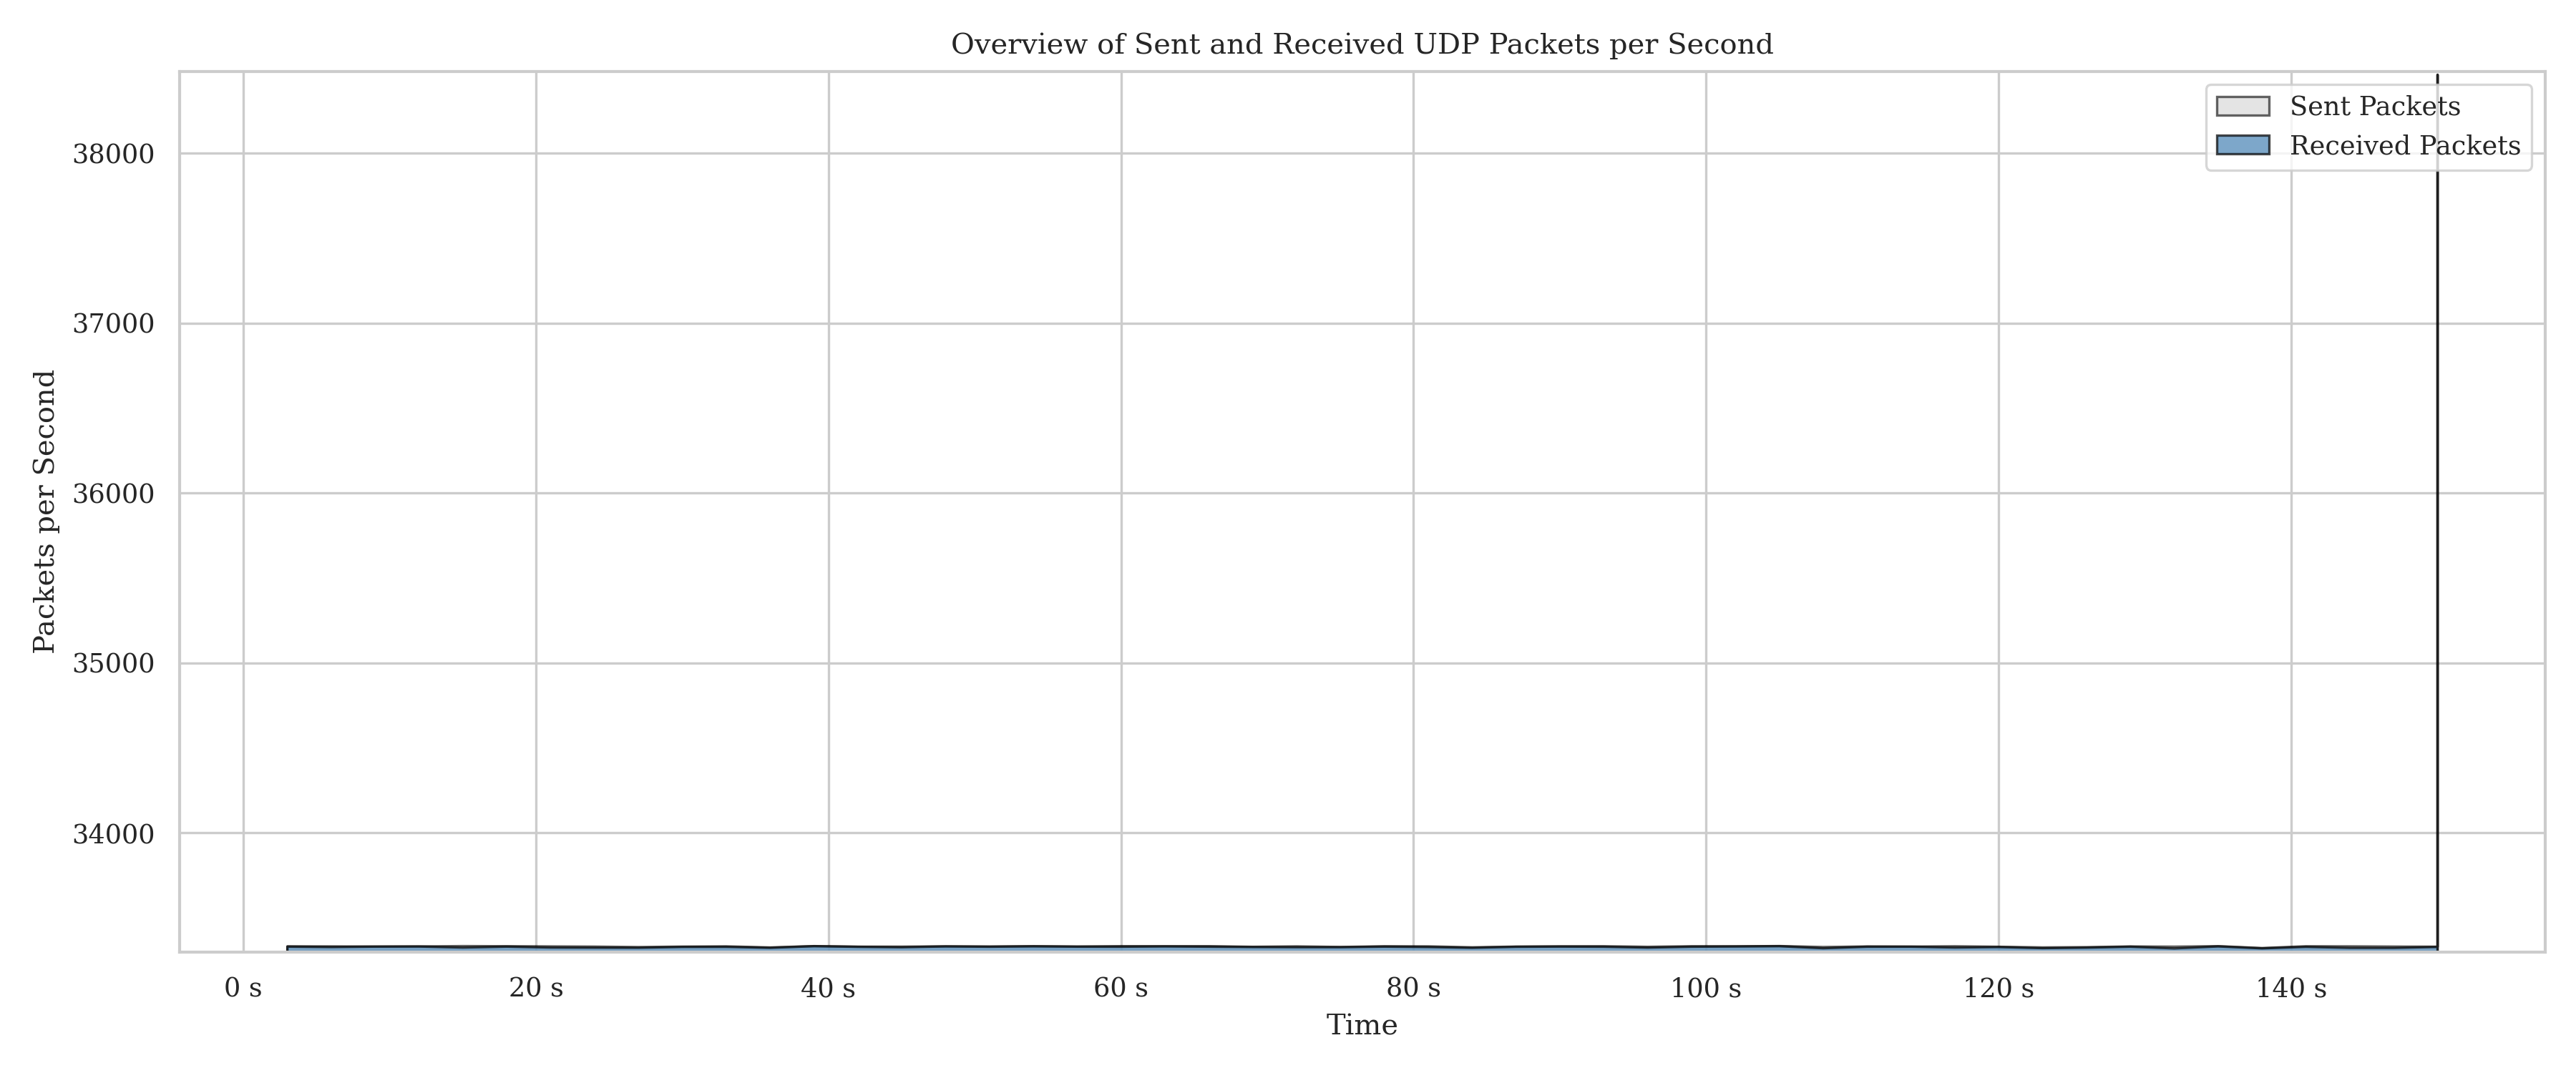 Overview of Sent and Received UDP Packets per Second
Sent Packets
Received Packets
38000
37000
36000
35000
34000
Packets per Second
0 s
20 s
40 s
60 s
80 s
100 s
120 s
140 s
Time